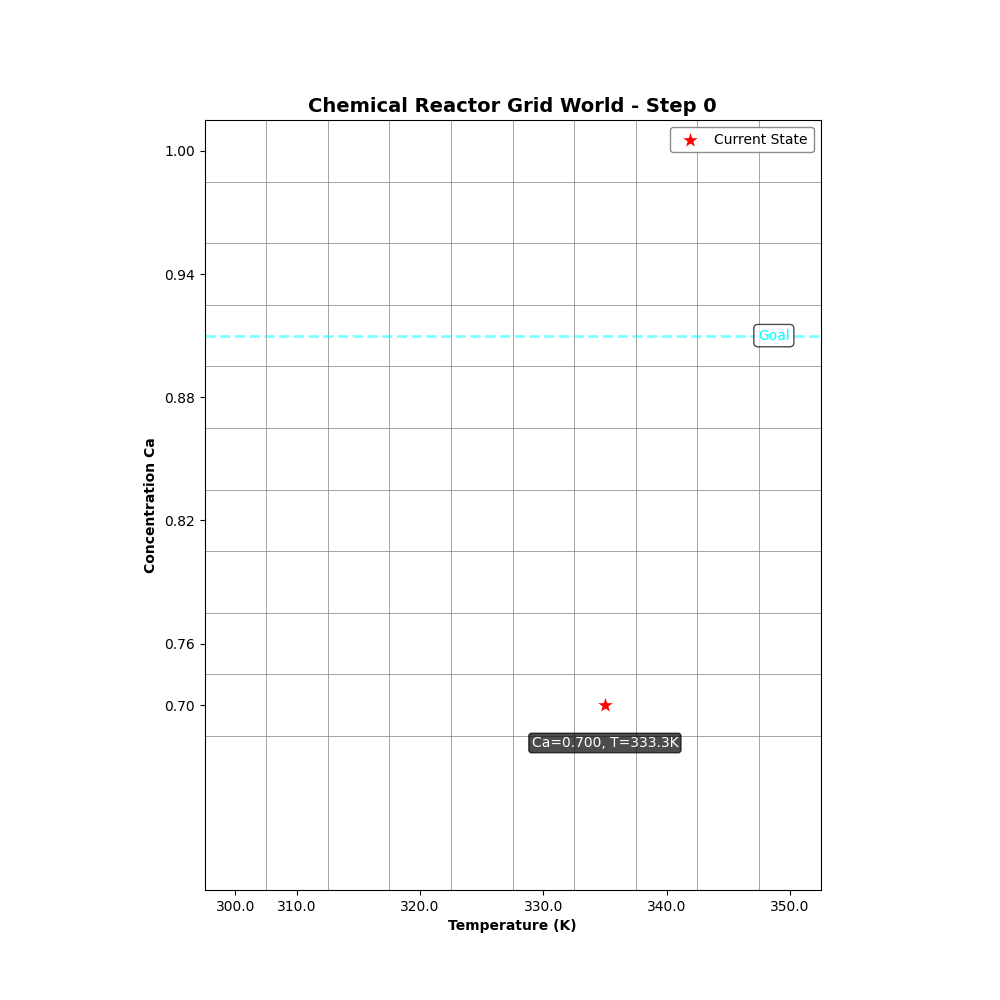 Chemical Reactor Grid World - Step 0
Current State
1.00
0.94
Goal
0.88
0.82
0.76
0.70
Ca=0.700, T=333.3K
Concentration Ca
300.0 310.0 320.0 330.0 340.0 350.0
Temperature (K)